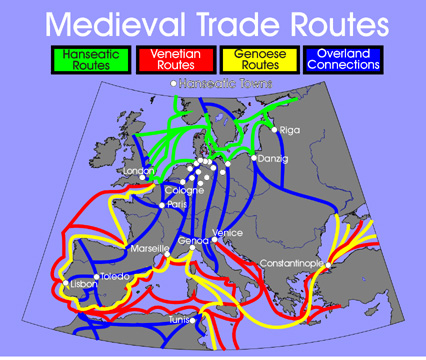 Medieval Trade Routes
Hanseatic Routes
Venetian Routes
Genoese Routes
Overland Connections
Hanseatic Towns
Riga
Danzig
London
Cologne
Paris
Venice
Genoa
Marseille
Constantinople
Toledo
Lisbon
Tunis